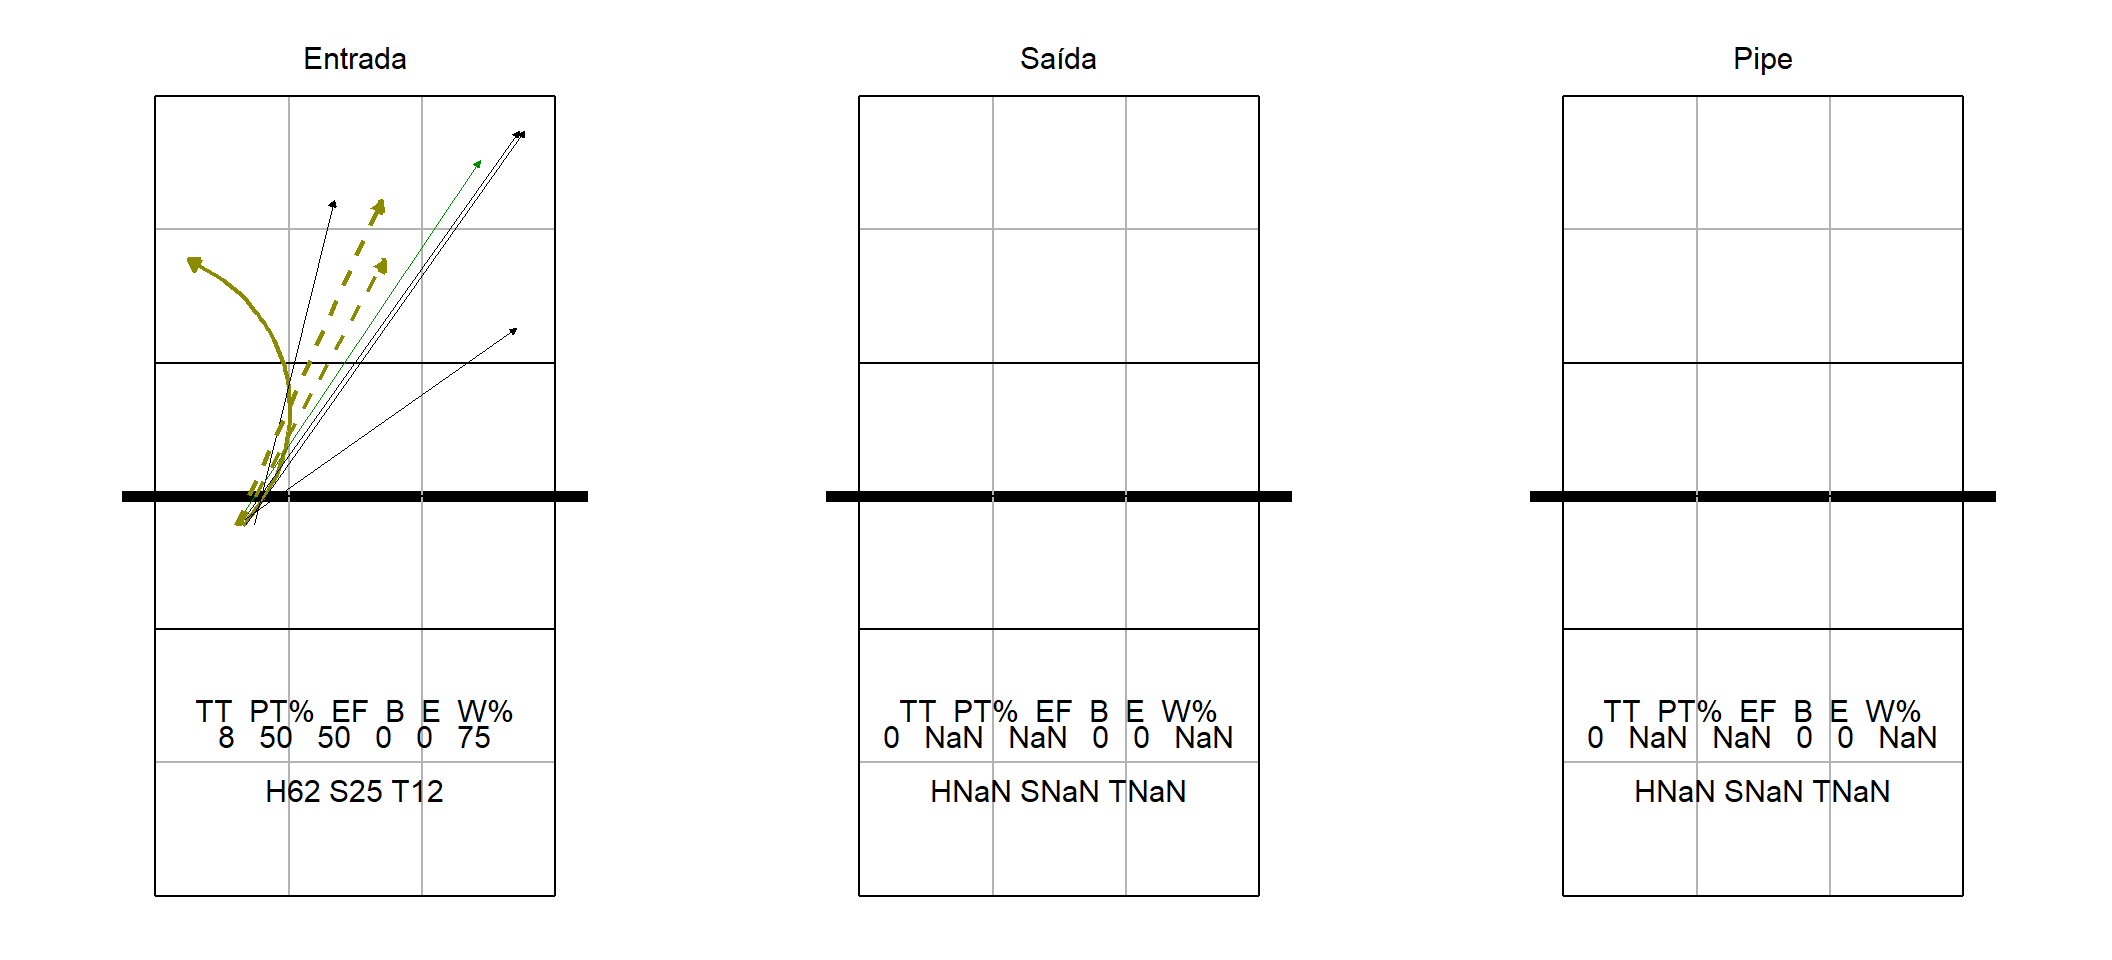 Entrada
TT PT% EF B E W%
8 50 50 0 0 75
H62 S25 T12
Saída
TT PT% EF B E W%
0 NaN NaN 0 0 NaN
HNaN SNaN TNaN
Pipe
TT PT% EF B E W%
0 NaN NaN 0 0 NaN
HNaN SNaN TNaN